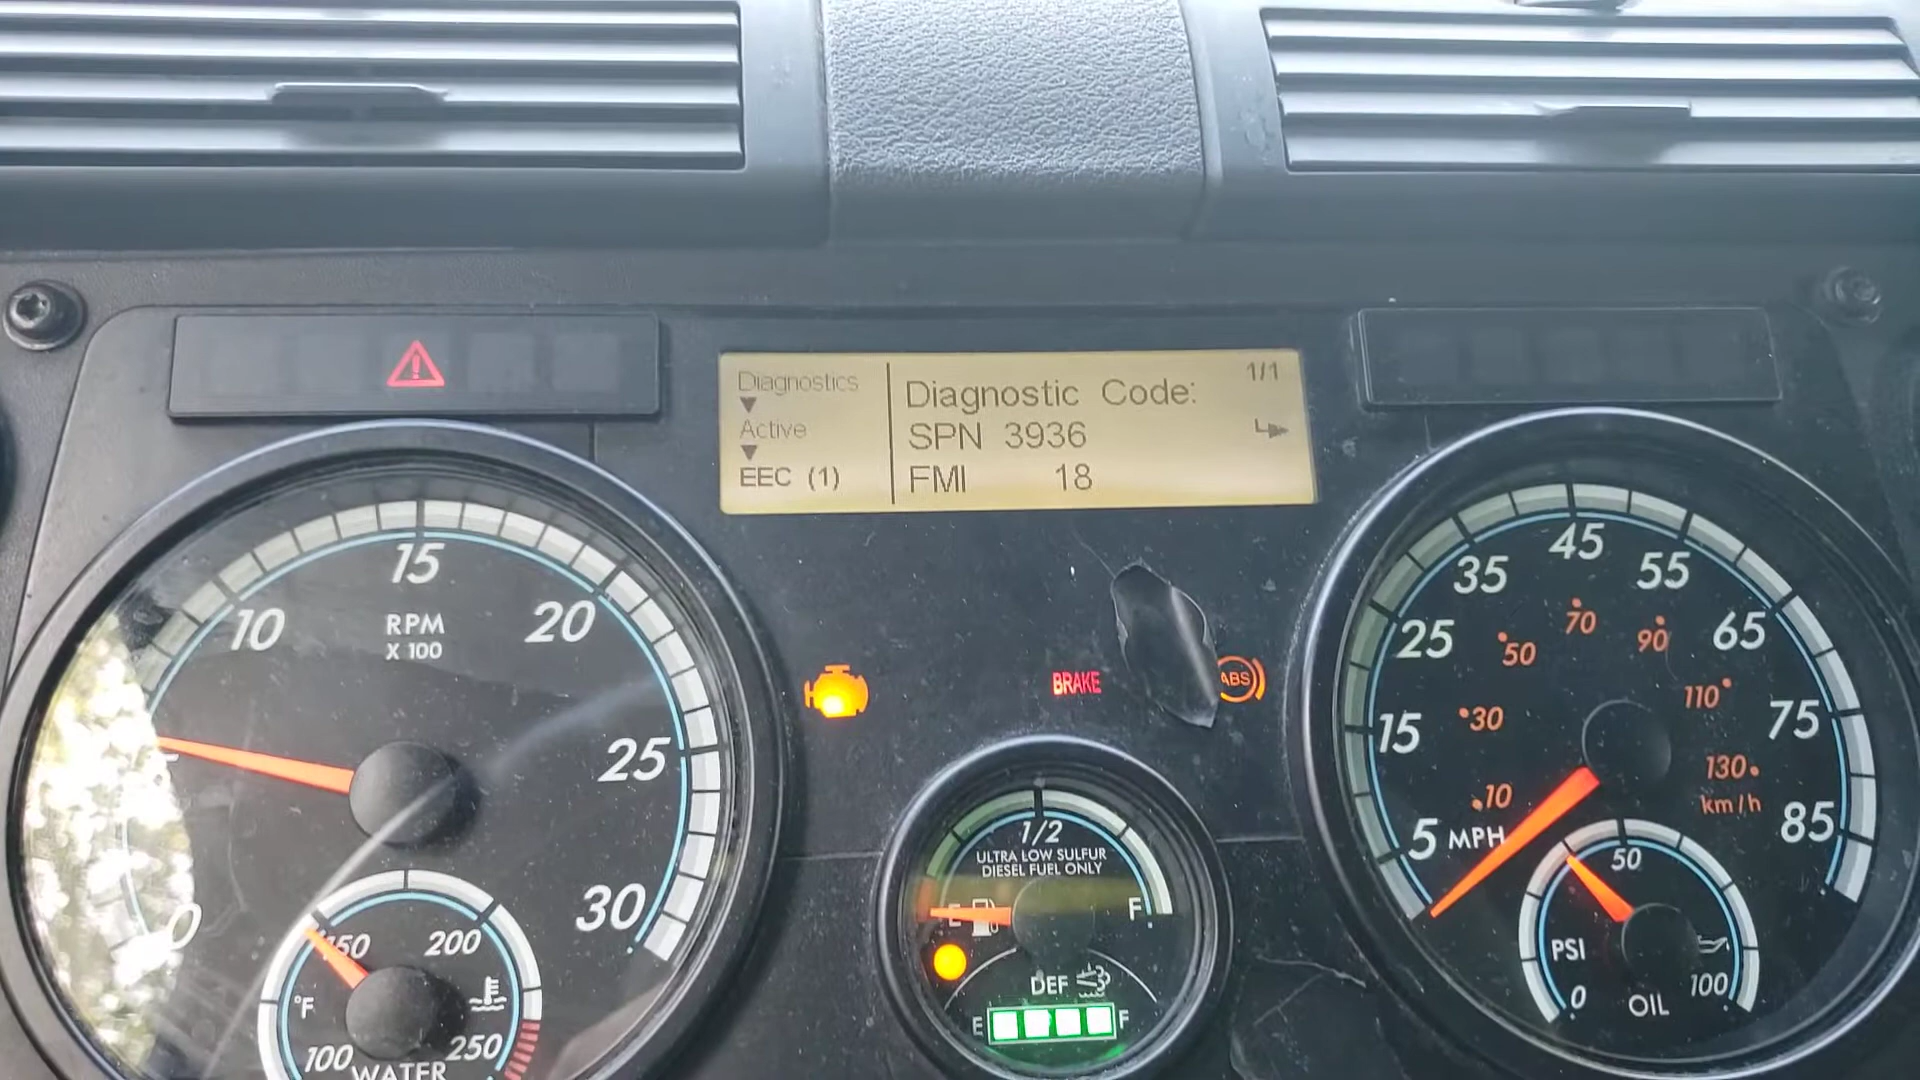 Diagnostics
Active
EEC (1)
Diagnostic Code:
1/1
SPN 3936
FMI 18
0
10
15
20
25
30
RPM
X 100
100
150
200
250
°F
WATER
BRAKE
ABS
1/2
ULTRA LOW SULFUR
DIESEL FUEL ONLY
E
F
DEF
E
F
5
15
25
35
45
55
65
75
85
MPH
10
30
50
70
90
110
130
km/h
0
50
100
PSI
OIL